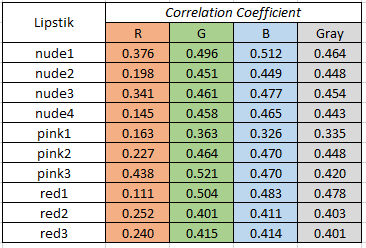 Lipstik Correlation Coefficient
R G B Gray
nude1 0.376 0.496 0.512 0.464
nude2 0.198 0.451 0.449 0.448
nude3 0.341 0.461 0.477 0.454
nude4 0.145 0.458 0.465 0.443
pink1 0.163 0.363 0.326 0.335
pink2 0.227 0.464 0.470 0.448
pink3 0.438 0.521 0.470 0.420
red1 0.111 0.504 0.483 0.478
red2 0.252 0.401 0.411 0.403
red3 0.240 0.415 0.414 0.401